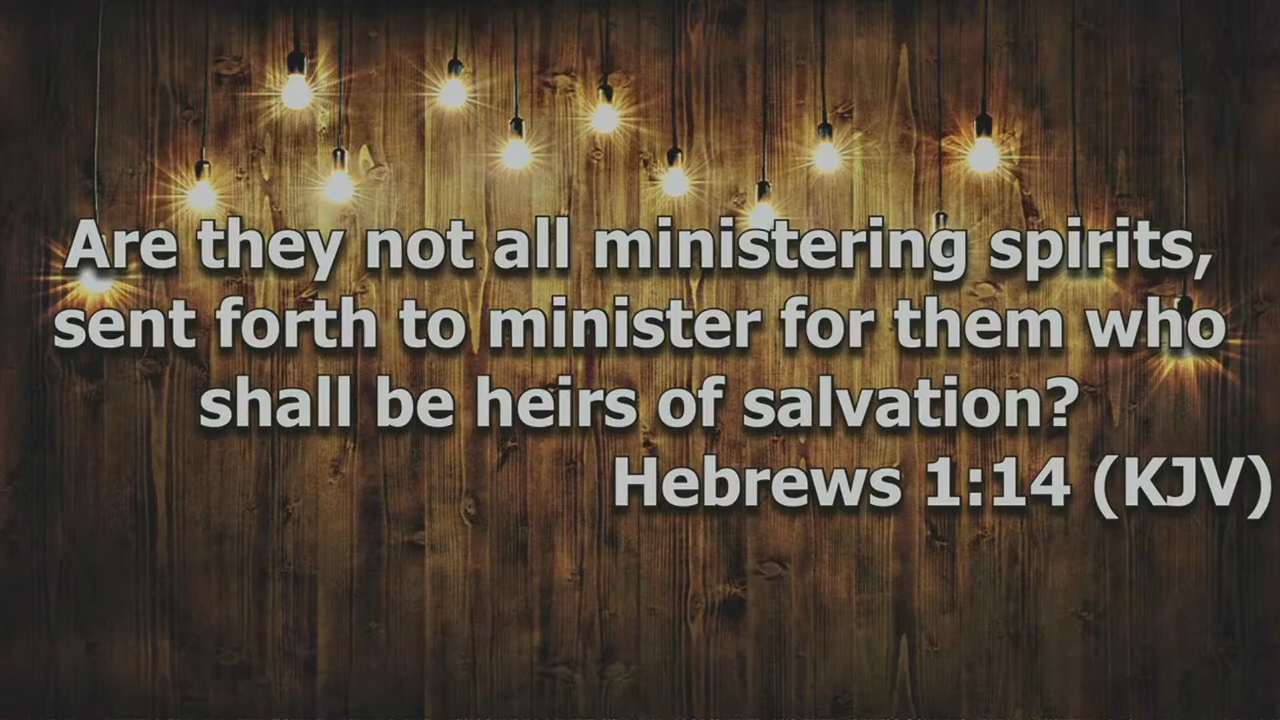 Are they not all ministering spirits,
sent forth to minister for them who
shall be heirs of salvation?
Hebrews 1:14 (KJV)